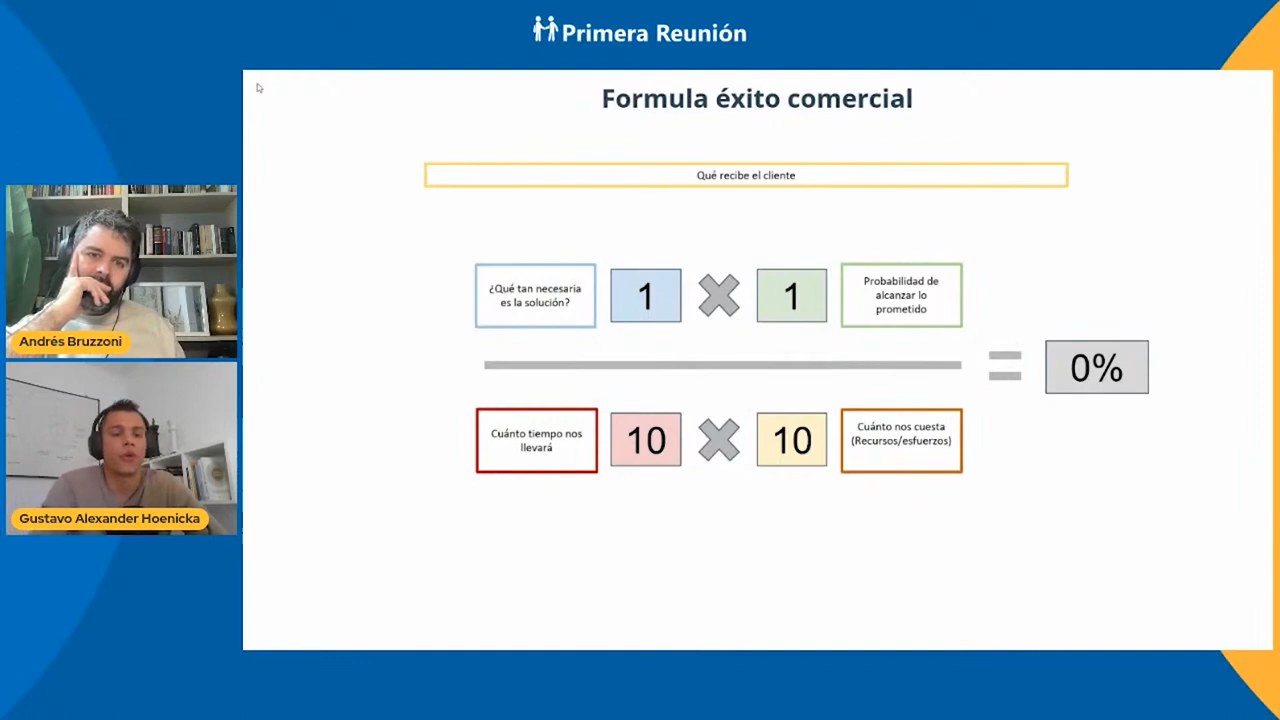 Primera Reunión
Formula éxito comercial
Qué recibe el cliente
¿Qué tan necesaria
es la solución?
1
1
Probabilidad de
alcanzar lo
prometido
0%
Cuánto tiempo nos
llevará
10
10
Cuánto nos cuesta
(Recursos/esfuerzos)
Andrés Bruzzoni
Gustavo Alexander Hoenicka